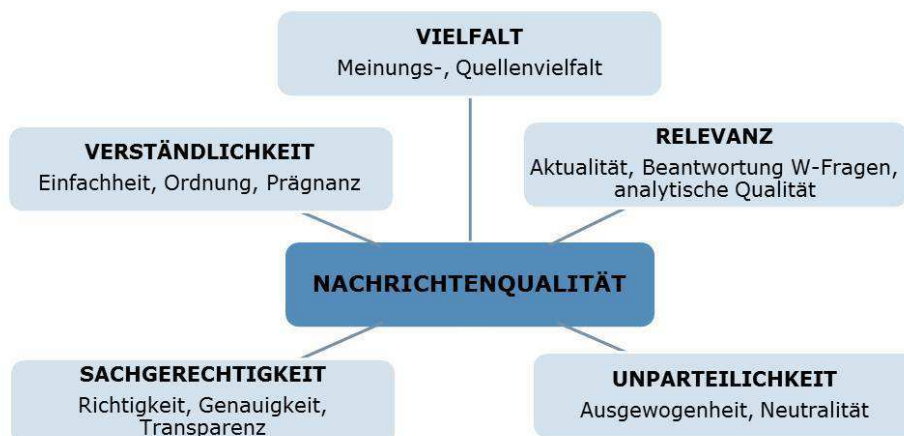 VIELFALT
Meinungs-, Quellenvielfalt
VERSTÄNDLICHKEIT
Einfachheit, Ordnung, Prägnanz
RELEVANZ
Aktualität, Beantwortung W-Fragen,
analytische Qualität
NACHRICHTENQUALITÄT
SACHGERECHTIGKEIT
Richtigkeit, Genauigkeit,
Transparenz
UNPARTEILICHKEIT
Ausgewogenheit, Neutralität